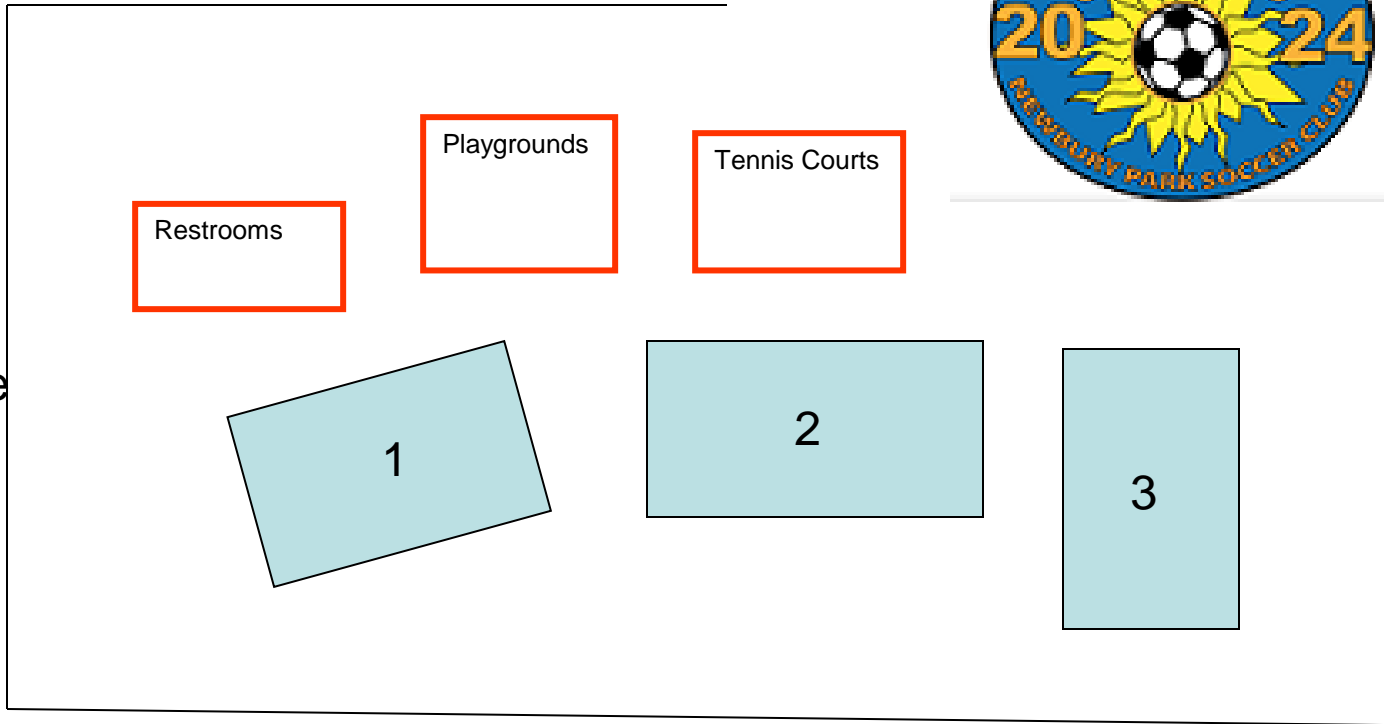 20 24
NEWBURY PARK SOCCER CLUB
Playgrounds
Tennis Courts
Restrooms
e
1
2
3